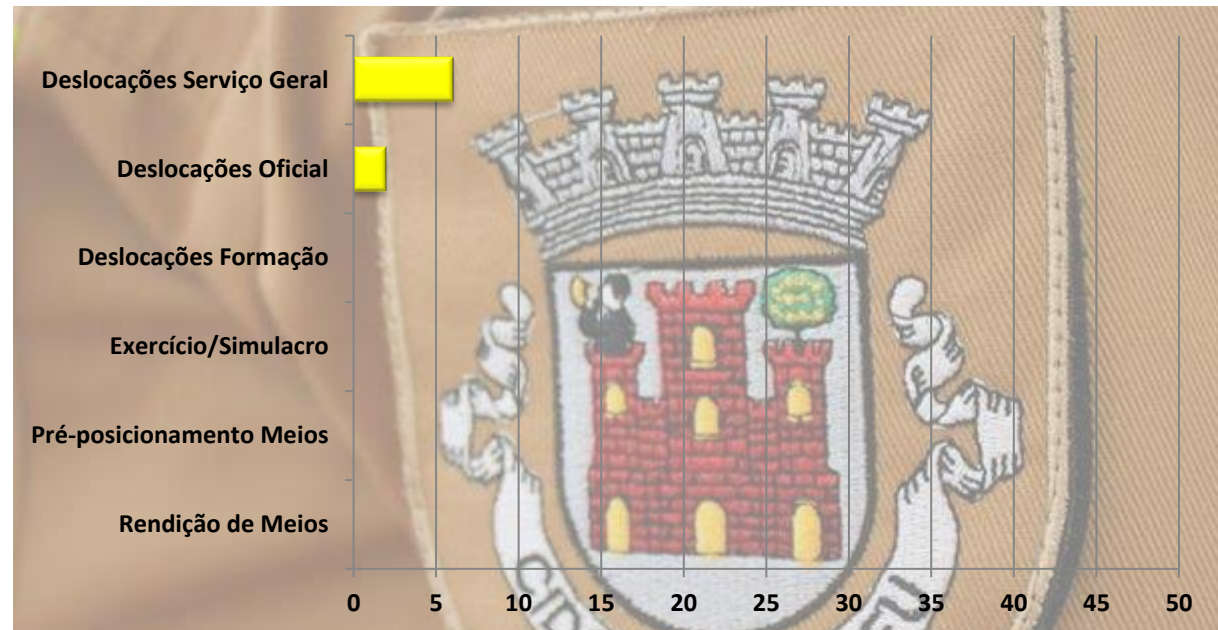 Deslocações Serviço Geral
Deslocações Oficial
Deslocações Formação
Exercício/Simulacro
Pré-posicionamento Meios
Rendição de Meios
0 5 10 15 20 25 30 35 40 45 50